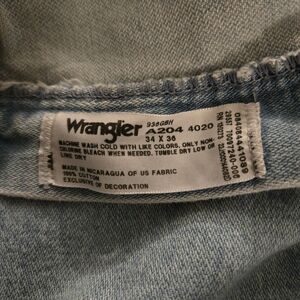 Wrangler 936GBH
A204 4020
34 X 36
MACHINE WASH COLD WITH LIKE COLORS, ONLY NON-
CHLORINE BLEACH WHEN NEEDED. TUMBLE DRY LOW
LINE DRY
MADE IN NICARAGUA OF US FABRIC
100% COTTON
EXCLUSIVE OF DECORATION